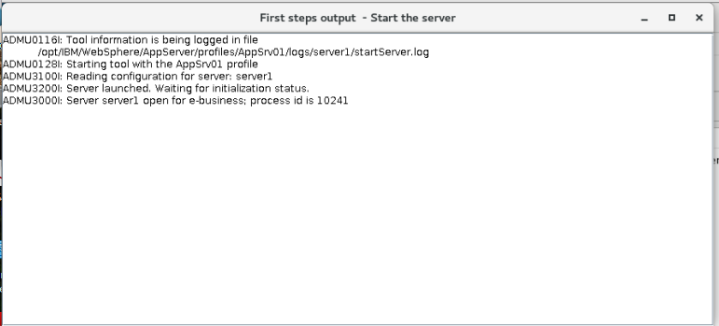 First steps output - Start the server
ADMU0116I: Tool information is being logged in file
/opt/IBM/WebSphere/AppServer/profiles/AppSrv01/logs/server1/startServer.log
ADMU0128I: Starting tool with the AppSrv01 profile
ADMU3100I: Reading configuration for server: server1
ADMU3200I: Server launched. Waiting for initialization status.
ADMU3000I: Server server1 open for e-business; process id is 10241